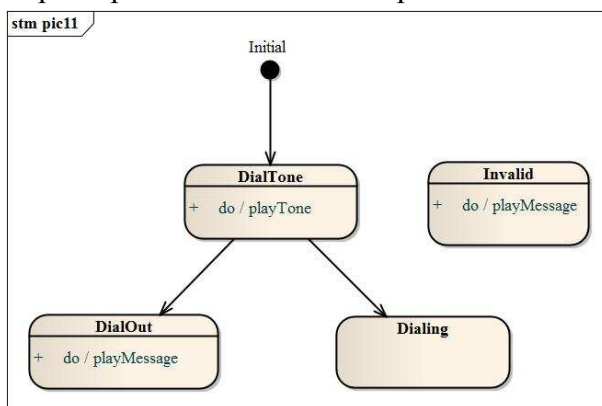 stm pic11
Initial
DialTone
+ do / playTone
Invalid
+ do / playMessage
DialOut
+ do / playMessage
Dialing